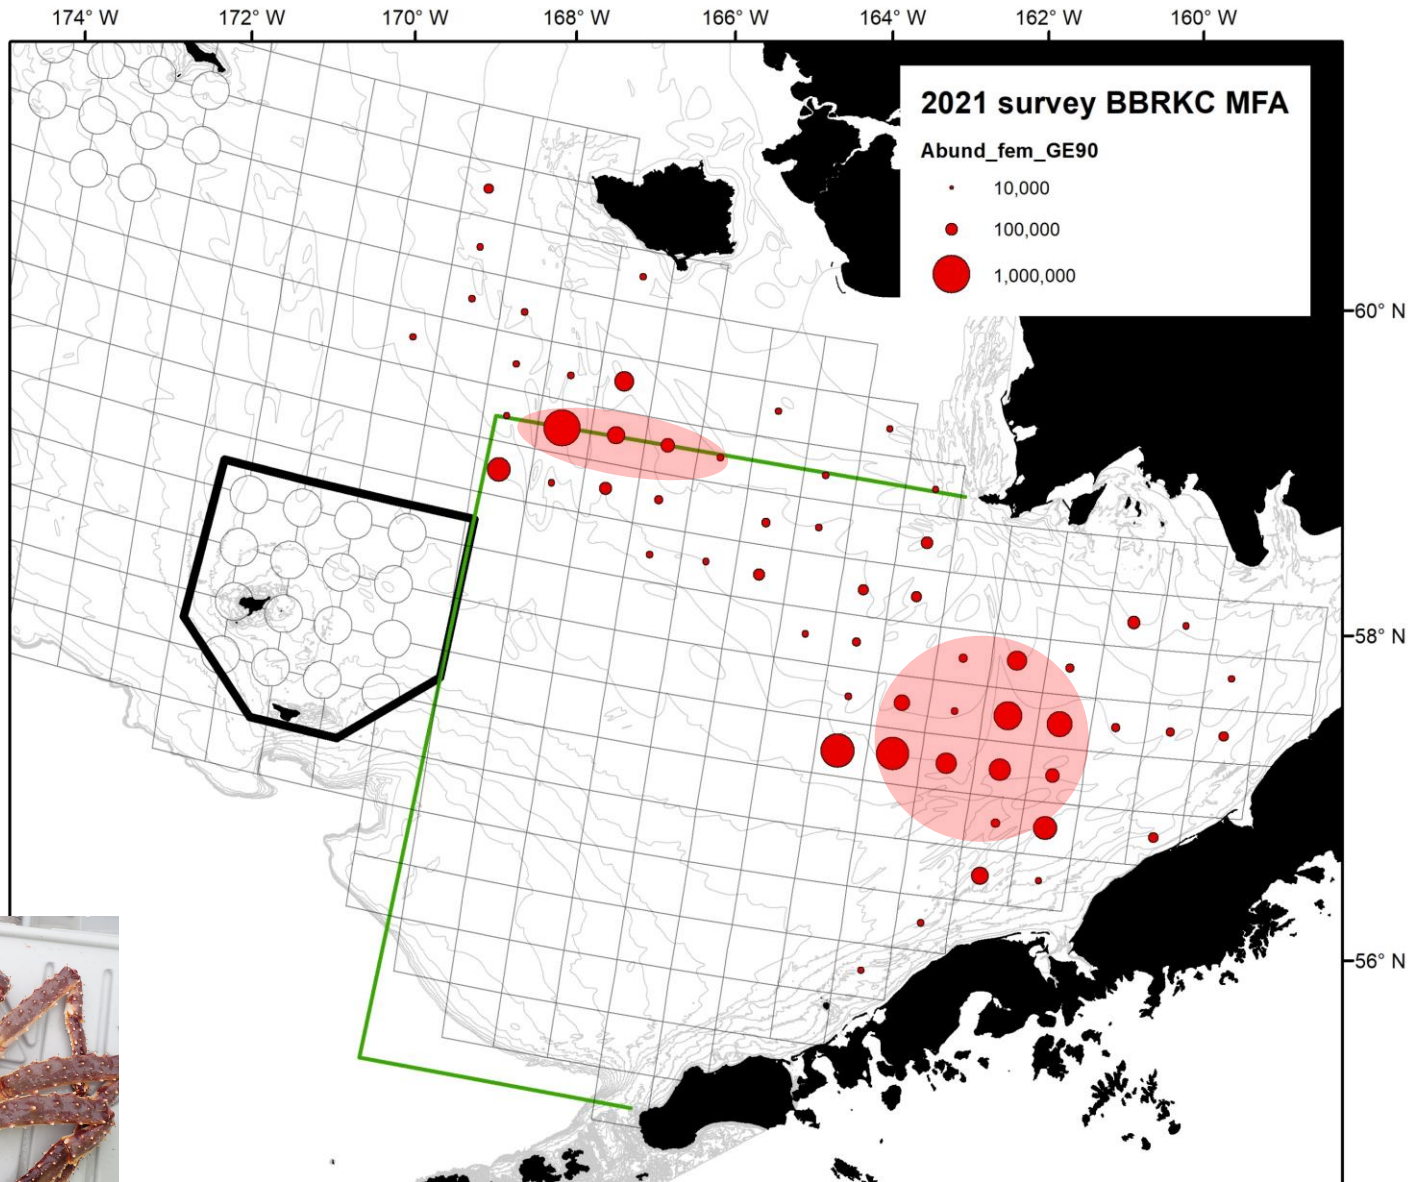 174° W 172° W 170° W 168° W 166° W 164° W 162° W 160° W
2021 survey BBRKC MFA
Abund_fem_GE90
10,000
100,000
1,000,000
60° N
58° N
56° N